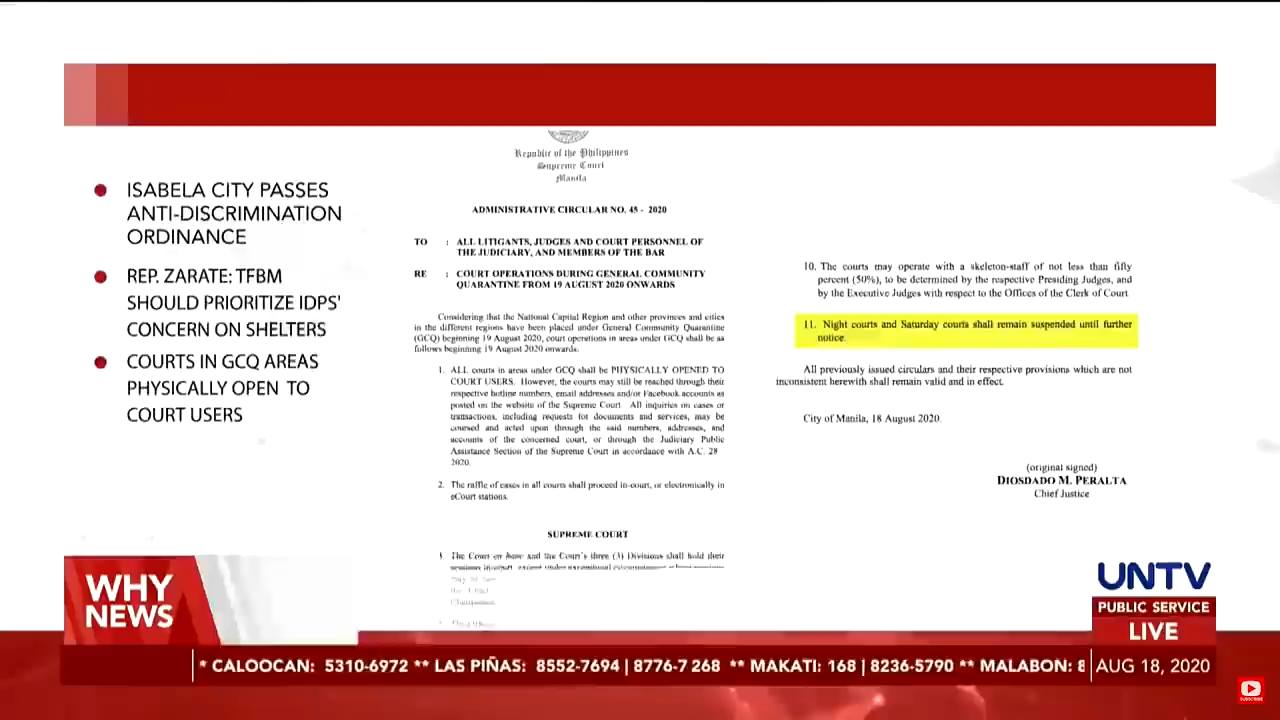 ISABELA CITY PASSES
ANTI-DISCRIMINATION
ORDINANCE
REP. ZARATE: TFBM
SHOULD PRIORITIZE IDPS'
CONCERN ON SHELTERS
COURTS IN GCQ AREAS
PHYSICALLY OPEN TO
COURT USERS
Republic of the Philippines
Supreme Court
Manila
ADMINISTRATIVE CIRCULAR NO. 45 - 2020
TO : ALL LITIGANTS, JUDGES AND COURT PERSONNEL OF
THE JUDICIARY, AND MEMBERS OF THE BAR
RE : COURT OPERATIONS DURING GENERAL COMMUNITY
QUARANTINE FROM 19 AUGUST 2020 ONWARDS
Considering that the National Capital Region and other provinces and cities
in the different regions have been placed under General Community Quarantine
(GCQ) beginning 19 August 2020, court operations in areas under GCQ shall be as
follows beginning 19 August 2020 onwards.
1. ALL courts in areas under GCQ shall be PHYSICALLY OPENED TO
COURT USERS. However, the courts may still be reached through their
respective hotline numbers, email addresses and/or Facebook accounts as
posted on the website of the Supreme Court. All inquiries on cases or
transactions, including requests for documents and services, may be
coursed and acted upon through the said numbers, addresses, and
accounts of the concerned court, or through the Judiciary Public
Assistance Section of the Supreme Court in accordance with A.C. 28
2020.
2. The raffle of cases in all courts shall proceed in-court, or electronically in
eCourt stations.
SUPREME COURT
The Court en banc and the Court's three (3) Divisions shall hold their
10. The courts may operate with a skeleton-staff of not less than fifty
percent (50%), to be determined by the respective Presiding Judges, and
by the Executive Judges with respect to the Offices of the Clerk of Court.
11. Night courts and Saturday courts shall remain suspended until further
notice.
All previously issued circulars and their respective provisions which are not
inconsistent herewith shall remain valid and in effect.
City of Manila, 18 August 2020.
(original signed)
DIOSDADO M. PERALTA
Chief Justice
WHY
NEWS
UNTV
PUBLIC SERVICE
LIVE
* CALOOCAN: 5310-6972 ** LAS PIÑAS: 8552-7694 | 8776-7 268 ** MAKATI: 168 | 8236-5790 ** MALABON: 8
AUG 18, 2020
SUBSCRIBE